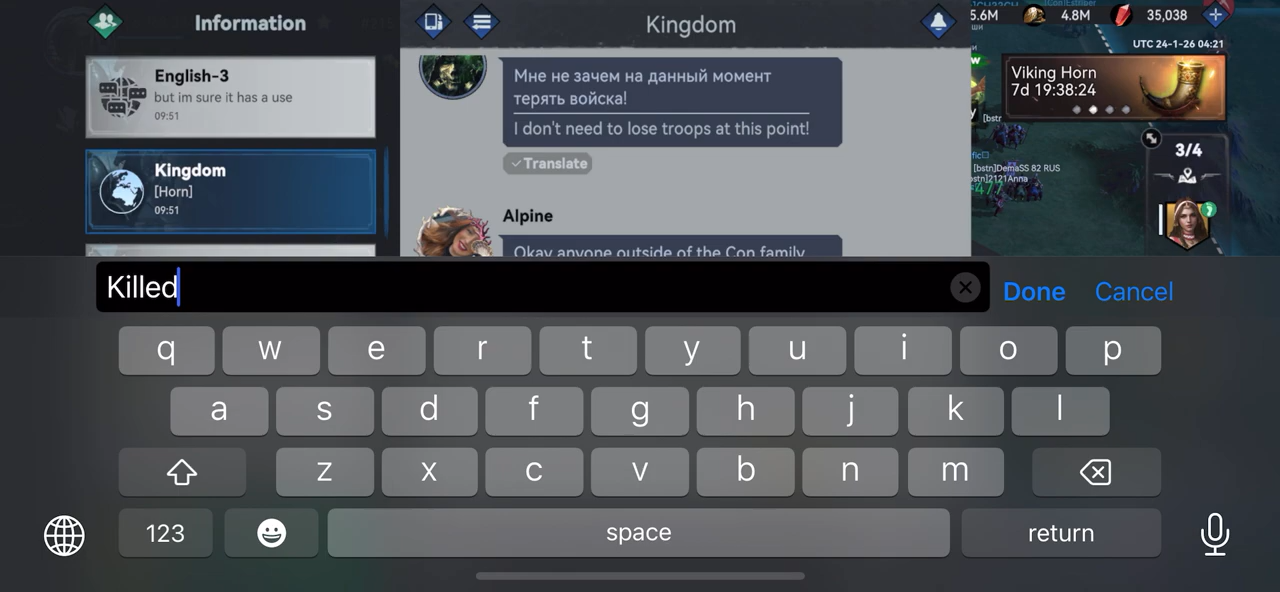 Information
English-3
but im sure it has a use
09:51
Kingdom
[Horn]
09:51
Kingdom
Мне не зачем на данный момент
терять войска!
I don't need to lose troops at this point!
Translate
Alpine
Okay anyone outside of the Con family
5.6M
4.8M
35,038
UTC 24-1-26 04:21
Viking Horn
7d 19:38:24
3/4
[bstn]DemaSS 82 RUS
bstn]2121Anna
Killed
Done
Cancel
q w e r t y u i o p
a s d f g h j k l
z x c v b n m
123
space
return